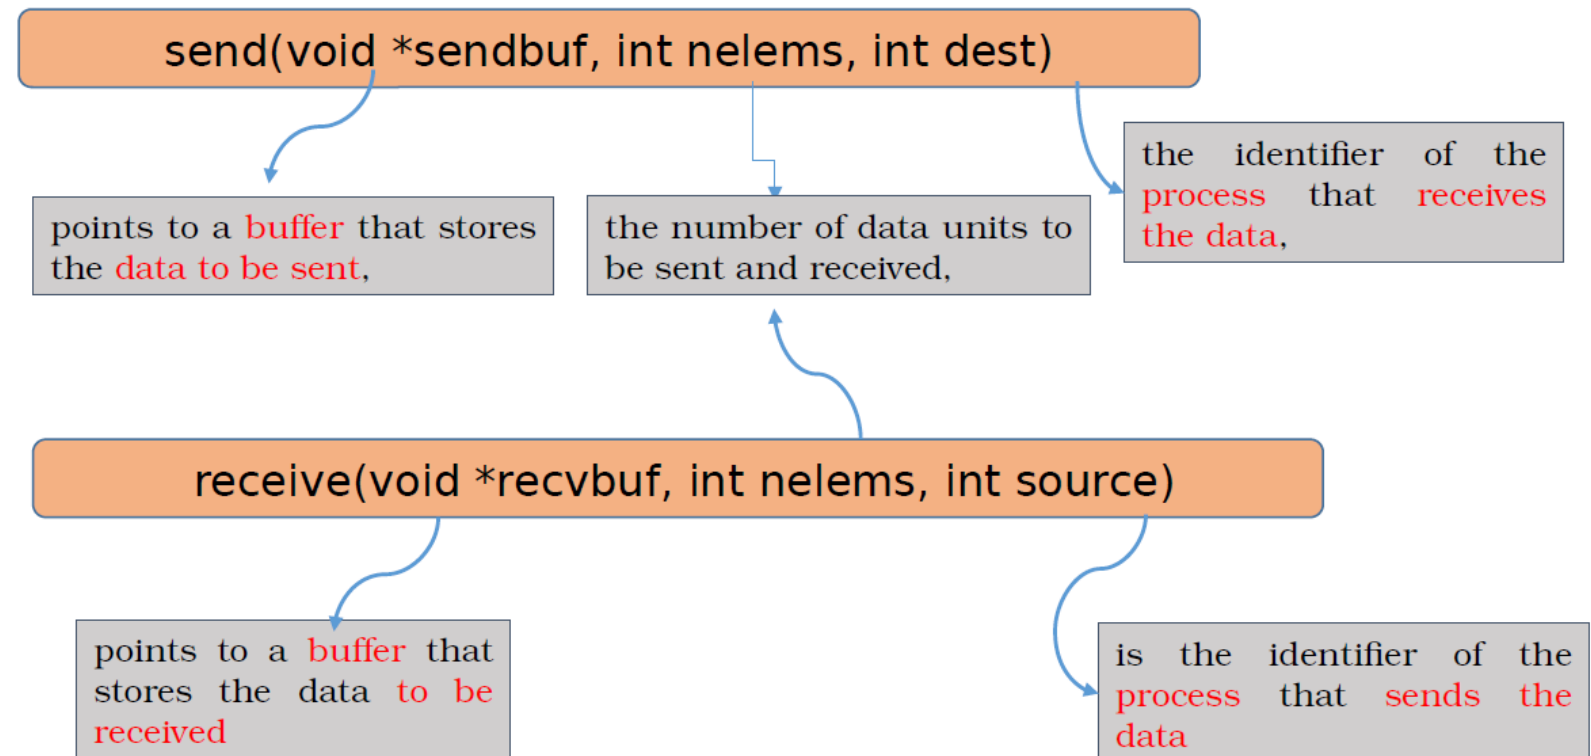 send(void *sendbuf, int nelems, int dest)
the identifier of the
process that receives
the data,
points to a buffer that stores
the data to be sent,
the number of data units to
be sent and received,
receive(void *recvbuf, int nelems, int source)
points to a buffer that
stores the data to be
received
is the identifier of the
process that sends the
data